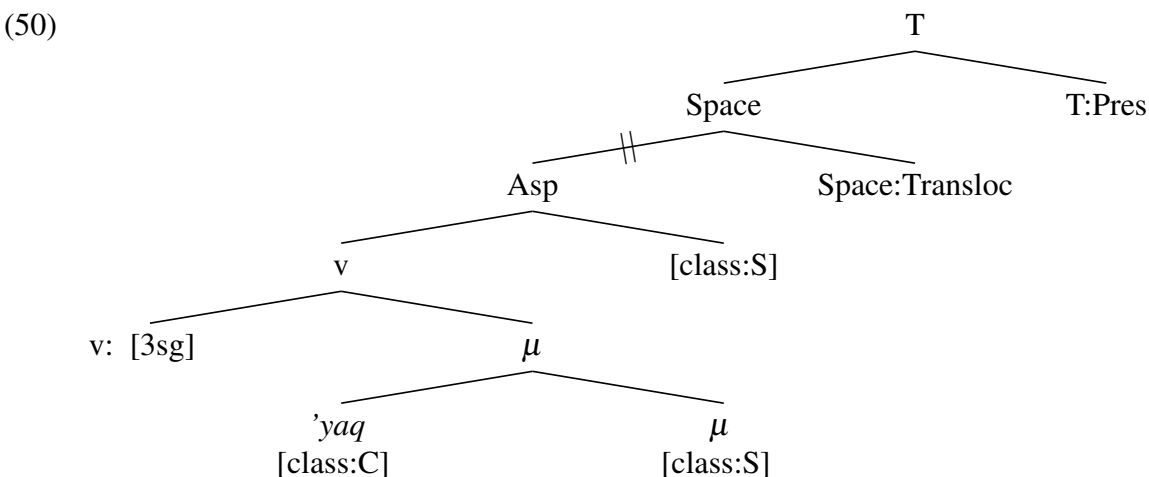 (50) T
Space T:Pres
Asp Space:Transloc
v [class:S]
v: [3sg] μ
’yaq μ
[class:C] [class:S]